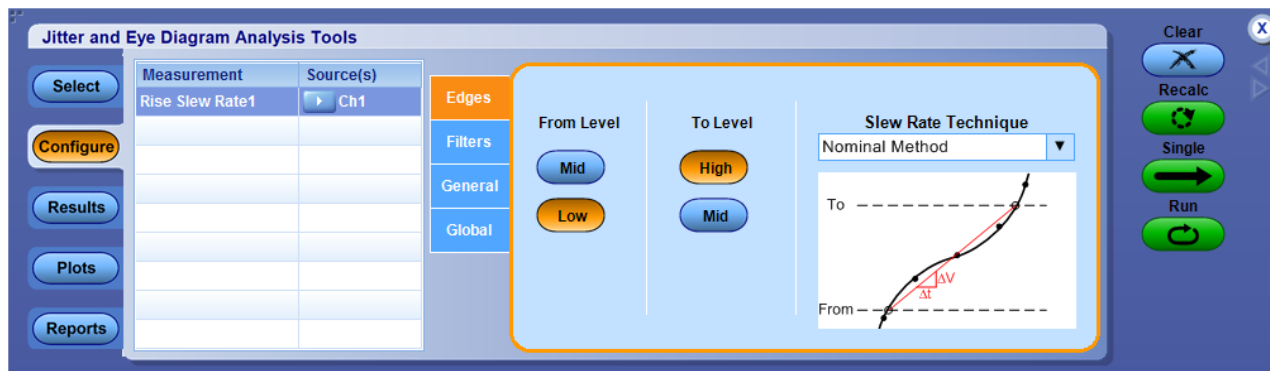 Jitter and Eye Diagram Analysis Tools
Select
Configure
Results
Plots
Reports
Measurement Source(s)
Rise Slew Rate1 Ch1
Edges
Filters
General
Global
From Level
Mid
Low
To Level
High
Mid
Slew Rate Technique
Nominal Method
To
ΔV
Δt
From
Clear
X
Recalc
Single
Run